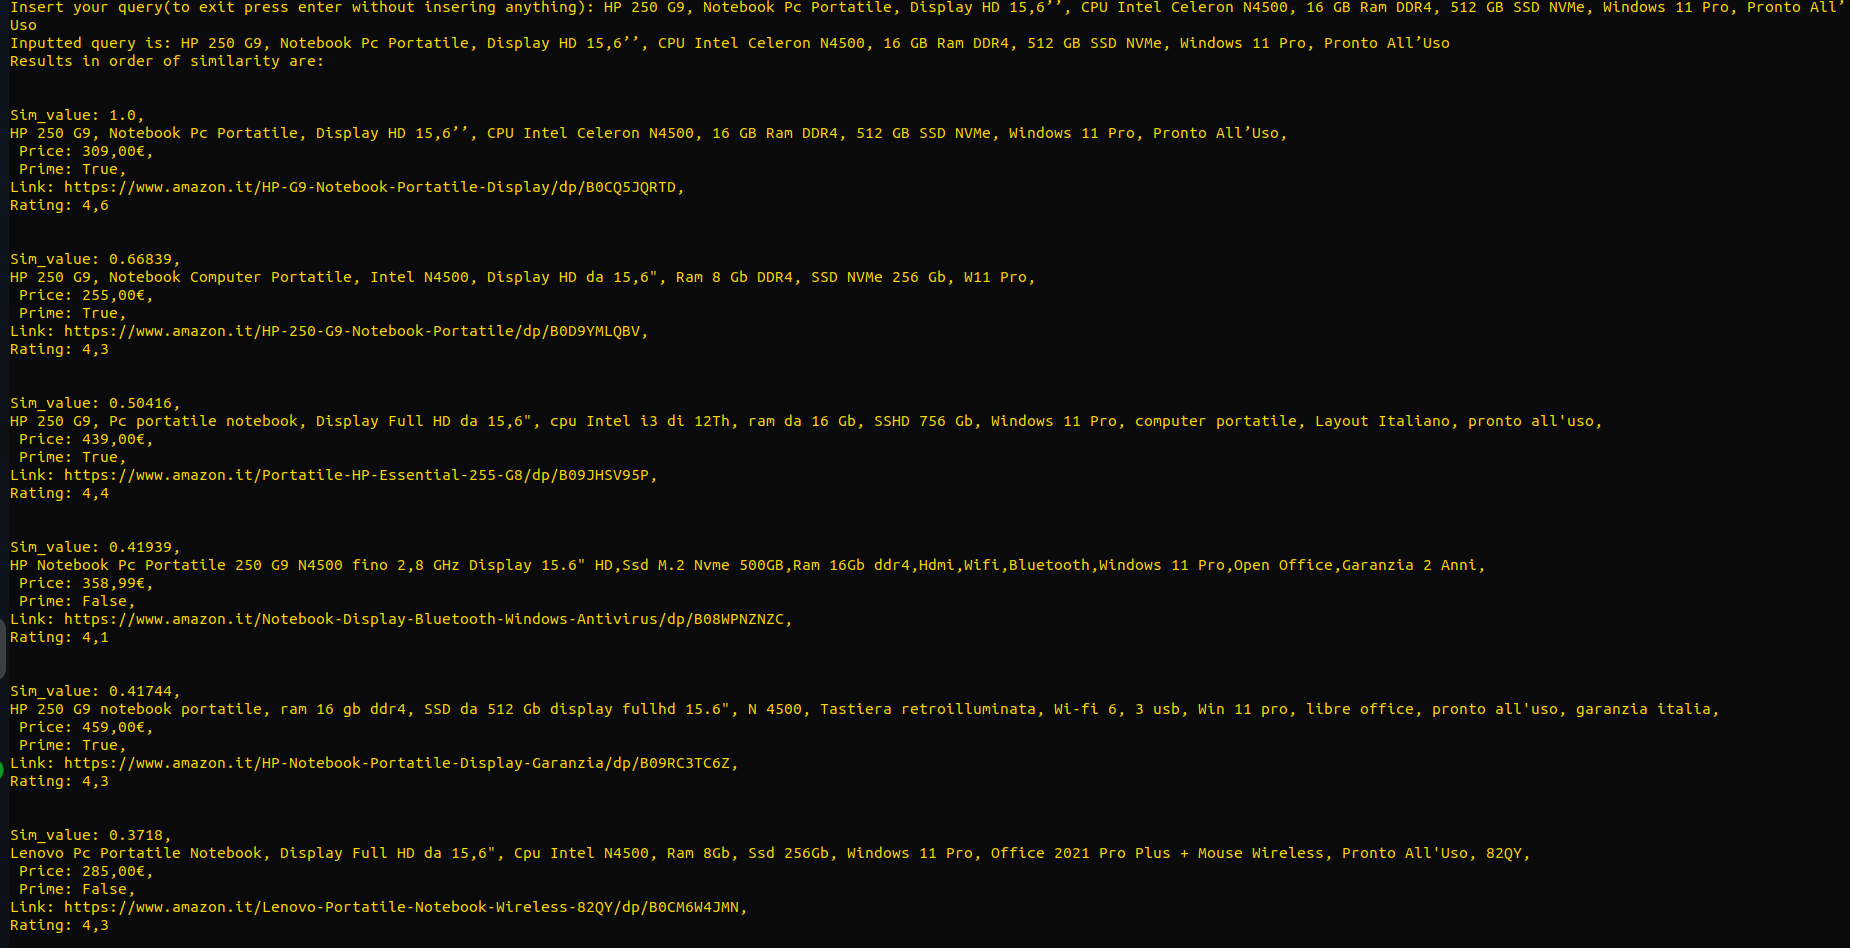 Insert your query(to exit press enter without insering anything): HP 250 G9, Notebook Pc Portatile, Display HD 15,6’’, CPU Intel Celeron N4500, 16 GB Ram DDR4, 512 GB SSD NVMe, Windows 11 Pro, Pronto All’
Uso
Inputted query is: HP 250 G9, Notebook Pc Portatile, Display HD 15,6’’, CPU Intel Celeron N4500, 16 GB Ram DDR4, 512 GB SSD NVMe, Windows 11 Pro, Pronto All’Uso
Results in order of similarity are:
Sim_value: 1.0,
HP 250 G9, Notebook Pc Portatile, Display HD 15,6’’, CPU Intel Celeron N4500, 16 GB Ram DDR4, 512 GB SSD NVMe, Windows 11 Pro, Pronto All’Uso,
Price: 309,00€,
Prime: True,
Link: https://www.amazon.it/HP-G9-Notebook-Portatile-Display/dp/B0CQ5JQRTD,
Rating: 4,6
Sim_value: 0.66839,
HP 250 G9, Notebook Computer Portatile, Intel N4500, Display HD da 15,6", Ram 8 Gb DDR4, SSD NVMe 256 Gb, W11 Pro,
Price: 255,00€,
Prime: True,
Link: https://www.amazon.it/HP-250-G9-Notebook-Portatile/dp/B0D9YMLQBV,
Rating: 4,3
Sim_value: 0.50416,
HP 250 G9, Pc portatile notebook, Display Full HD da 15,6", cpu Intel i3 di 12Th, ram da 16 Gb, SSHD 756 Gb, Windows 11 Pro, computer portatile, Layout Italiano, pronto all'uso,
Price: 439,00€,
Prime: True,
Link: https://www.amazon.it/Portatile-HP-Essential-255-G8/dp/B09JHSV95P,
Rating: 4,4
Sim_value: 0.41939,
HP Notebook Pc Portatile 250 G9 N4500 fino 2,8 GHz Display 15.6" HD,Ssd M.2 Nvme 500GB,Ram 16Gb ddr4,Hdmi,Wifi,Bluetooth,Windows 11 Pro,Open Office,Garanzia 2 Anni,
Price: 358,99€,
Prime: False,
Link: https://www.amazon.it/Notebook-Display-Bluetooth-Windows-Antivirus/dp/B08WPNZNZC,
Rating: 4,1
Sim_value: 0.41744,
HP 250 G9 notebook portatile, ram 16 gb ddr4, SSD da 512 Gb display fullhd 15.6", N 4500, Tastiera retroilluminata, Wi-fi 6, 3 usb, Win 11 pro, libre office, pronto all'uso, garanzia italia,
Price: 459,00€,
Prime: True,
Link: https://www.amazon.it/HP-Notebook-Portatile-Display-Garanzia/dp/B09RC3TC6Z,
Rating: 4,3
Sim_value: 0.3718,
Lenovo Pc Portatile Notebook, Display Full HD da 15,6", Cpu Intel N4500, Ram 8Gb, Ssd 256Gb, Windows 11 Pro, Office 2021 Pro Plus + Mouse Wireless, Pronto All'Uso, 82QY,
Price: 285,00€,
Prime: False,
Link: https://www.amazon.it/Lenovo-Portatile-Notebook-Wireless-82QY/dp/B0CM6W4JMN,
Rating: 4,3